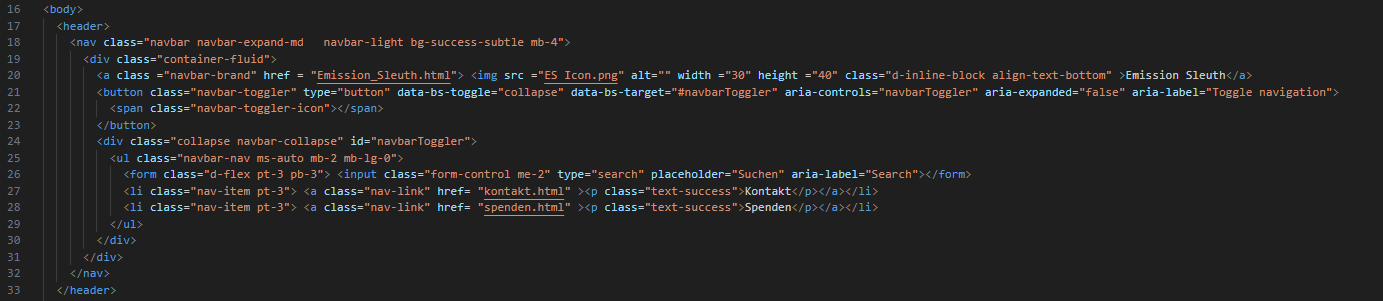 16 <body>
17 <header>
18 <nav class="navbar navbar-expand-md   navbar-light bg-success-subtle mb-4">
19 <div class="container-fluid">
20 <a class ="navbar-brand" href = "Emission_Sleuth.html"> <img src ="ES Icon.png" alt="" width ="30" height ="40" class="d-inline-block align-text-bottom" >Emission Sleuth</a>
21 <button class="navbar-toggler" type="button" data-bs-toggle="collapse" data-bs-target="#navbarToggler" aria-controls="navbarToggler" aria-expanded="false" aria-label="Toggle navigation">
22 <span class="navbar-toggler-icon"></span>
23 </button>
24 <div class="collapse navbar-collapse" id="navbarToggler">
25 <ul class="navbar-nav ms-auto mb-2 mb-lg-0">
26 <form class="d-flex pt-3 pb-3"> <input class="form-control me-2" type="search" placeholder="Suchen" aria-label="Search"></form>
27 <li class="nav-item pt-3"> <a class="nav-link" href= "kontakt.html" ><p class="text-success">Kontakt</p></a></li>
28 <li class="nav-item pt-3"> <a class="nav-link" href= "spenden.html" ><p class="text-success">Spenden</p></a></li>
29 </ul>
30 </div>
31 </div>
32 </nav>
33 </header>